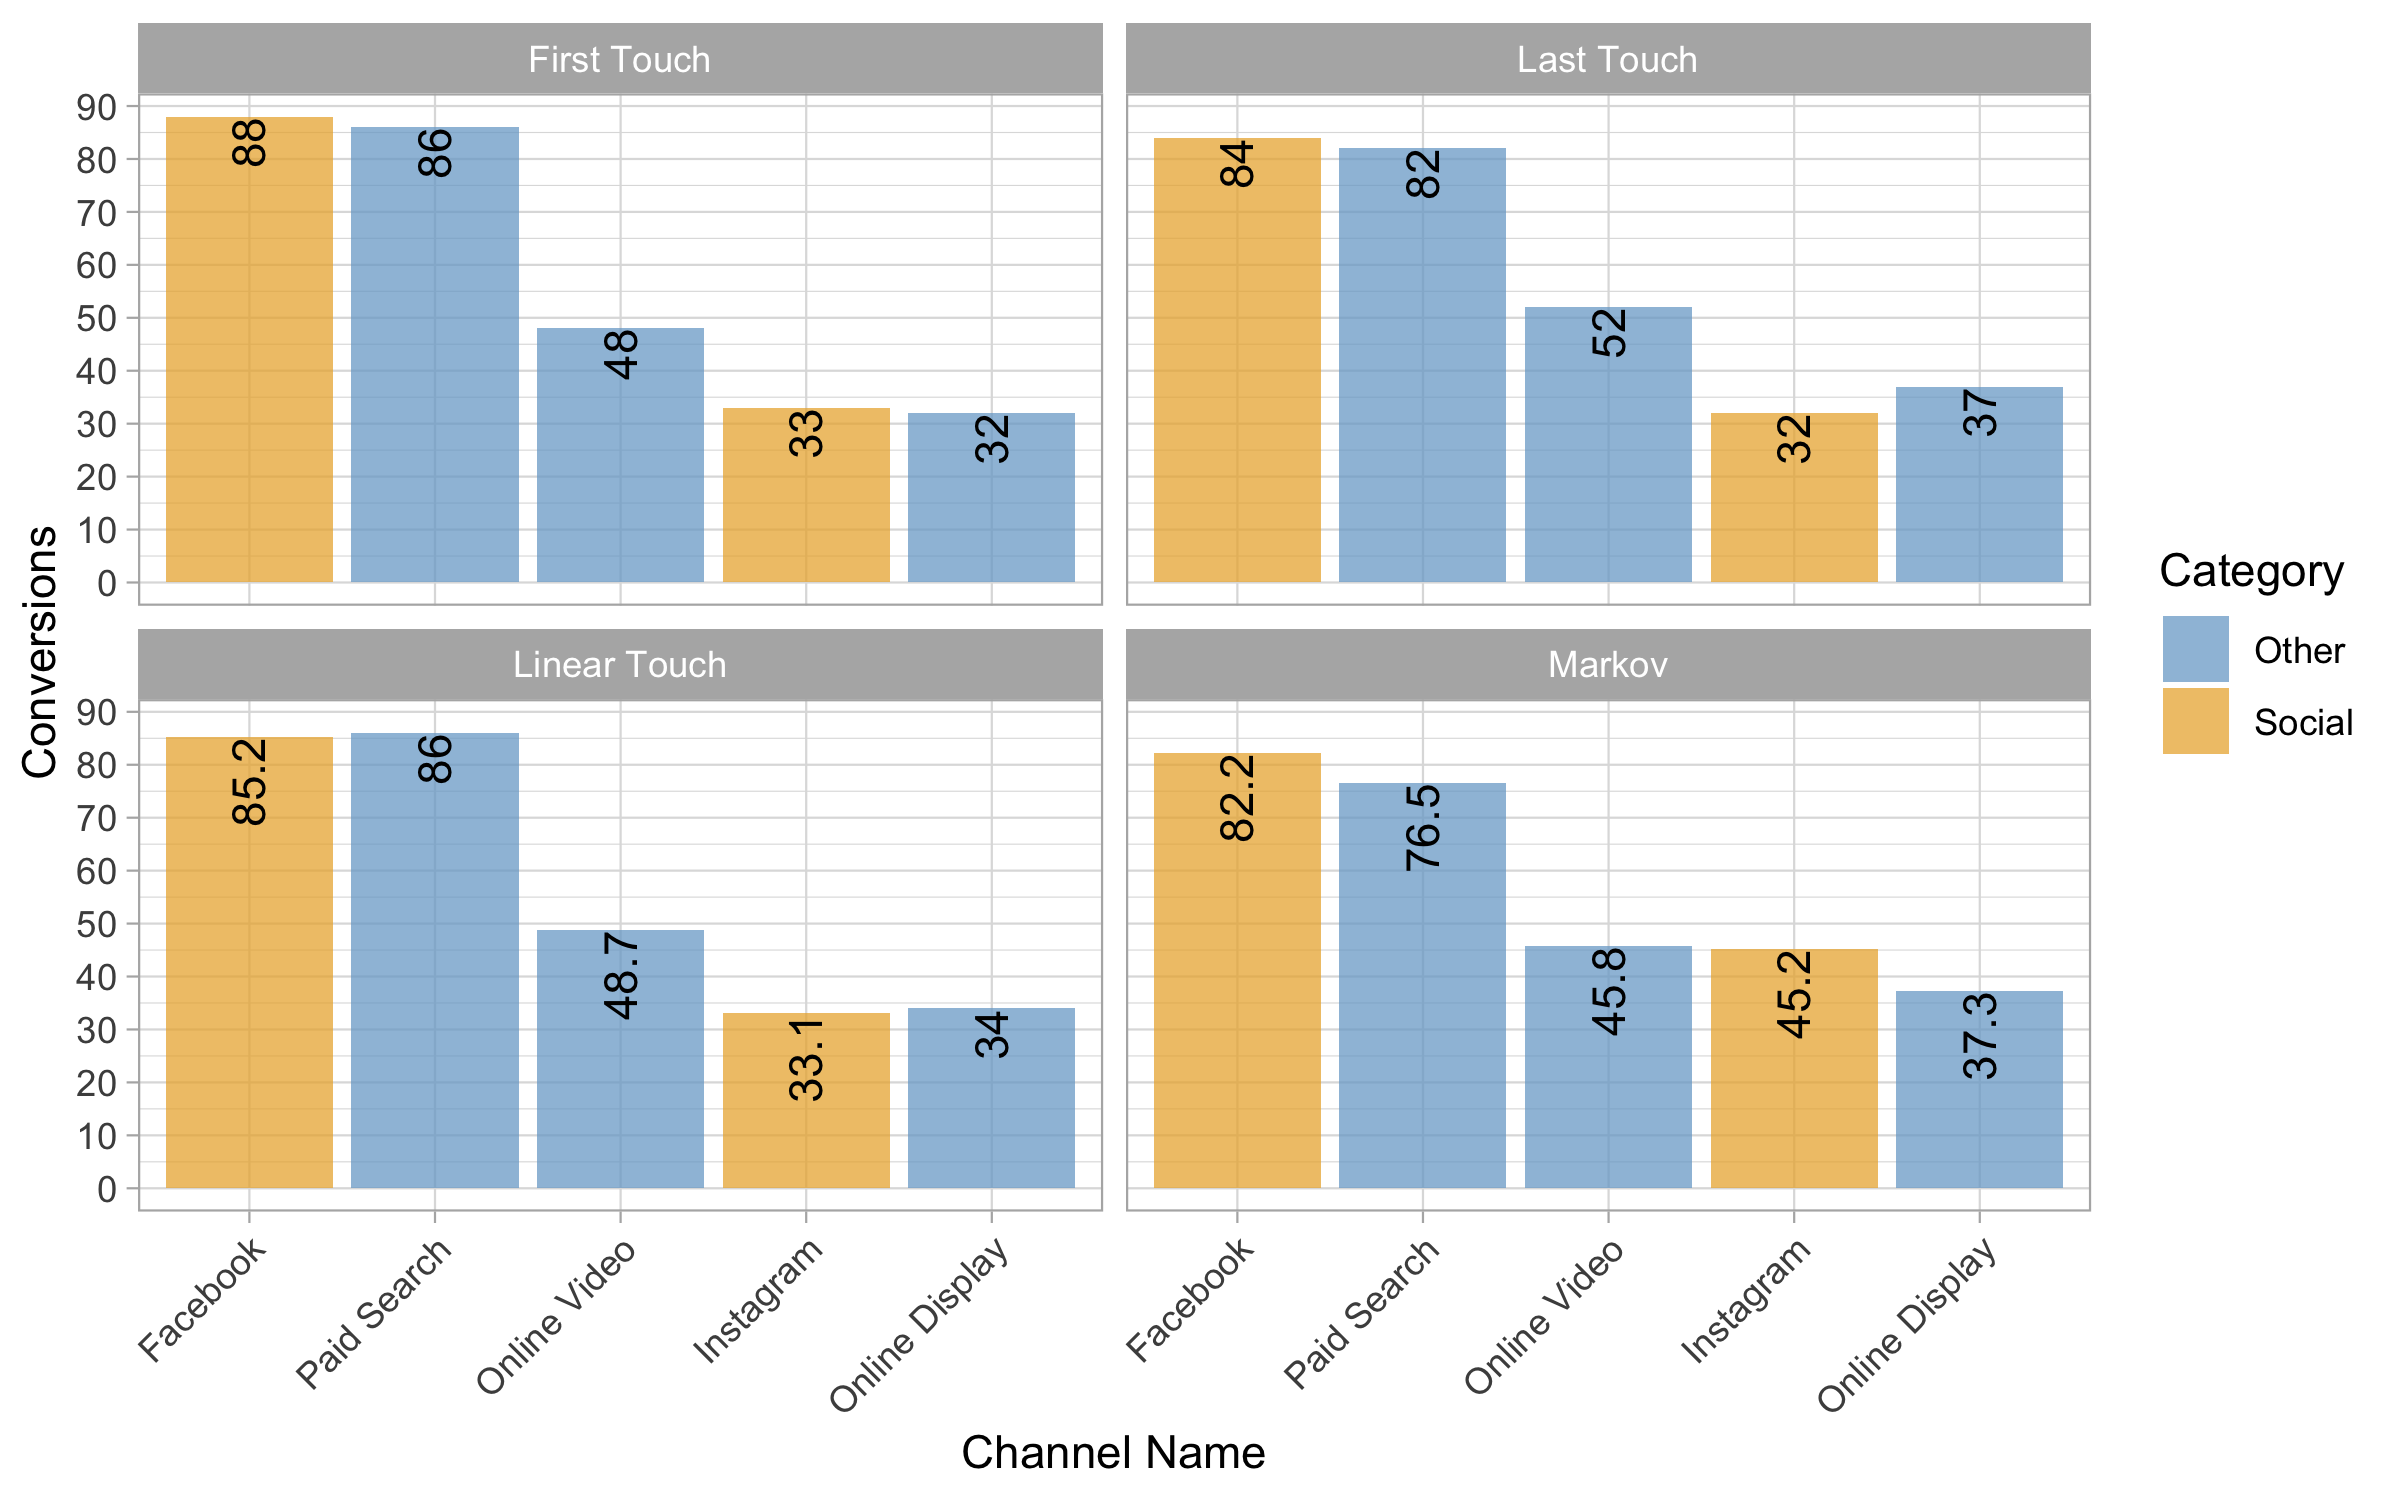 First Touch
Last Touch
90
80
70
60
50
40
30
20
10
0
88
86
48
33
32
84
82
52
32
37
Linear Touch
Markov
90
80
70
60
50
40
30
20
10
0
85.2
86
48.7
33.1
34
82.2
76.5
45.8
45.2
37.3
Facebook
Paid Search
Online Video
Instagram
Online Display
Facebook
Paid Search
Online Video
Instagram
Online Display
Conversions
Channel Name
Category
Other
Social